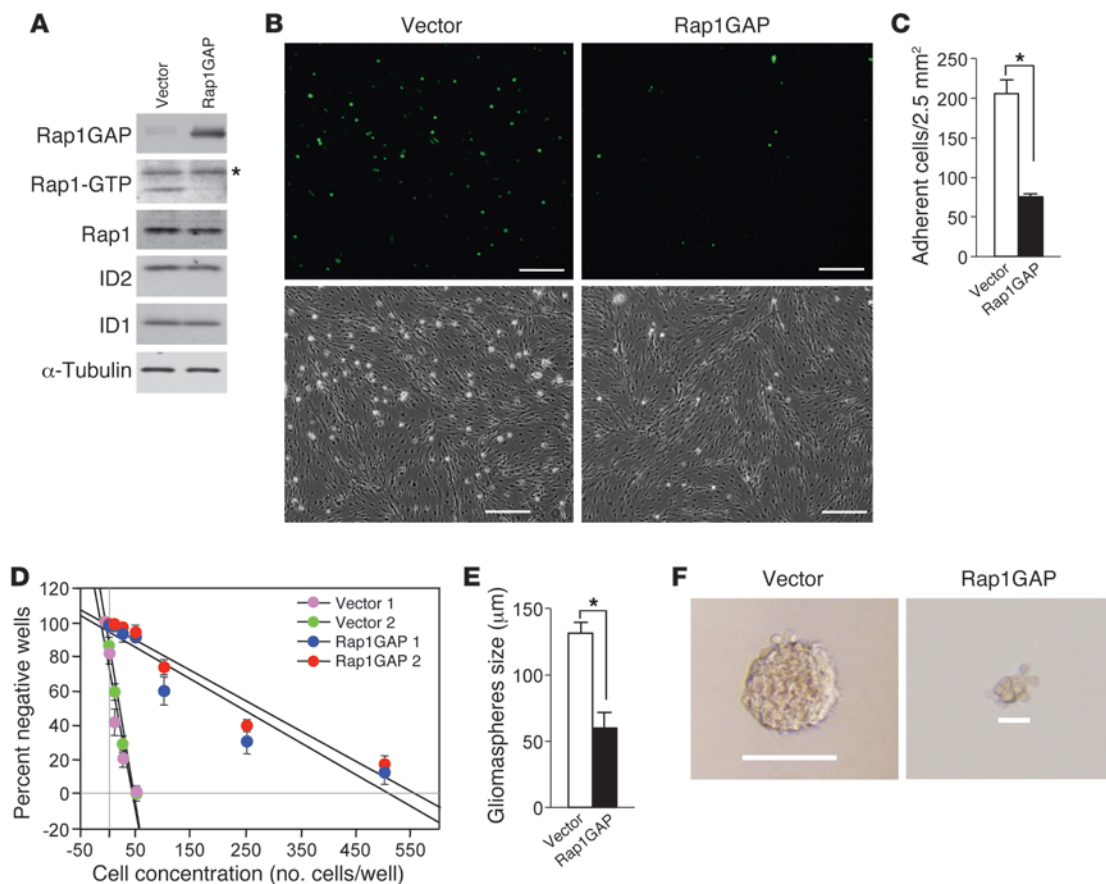 A
Vector
Rap1GAP
Rap1GAP
Rap1-GTP
*
Rap1
ID2
ID1
α-Tubulin
B
Vector
Rap1GAP
C
Adherent cells/2.5 mm²
250
200
150
100
50
0
*
Vector
Rap1GAP
D
Percent negative wells
120
100
80
60
40
20
0
-20
-50
50
150
250
350
450
550
Cell concentration (no. cells/well)
Vector 1
Vector 2
Rap1GAP 1
Rap1GAP 2
E
Gliomaspheres size (μm)
150
100
50
0
*
Vector
Rap1GAP
F
Vector
Rap1GAP